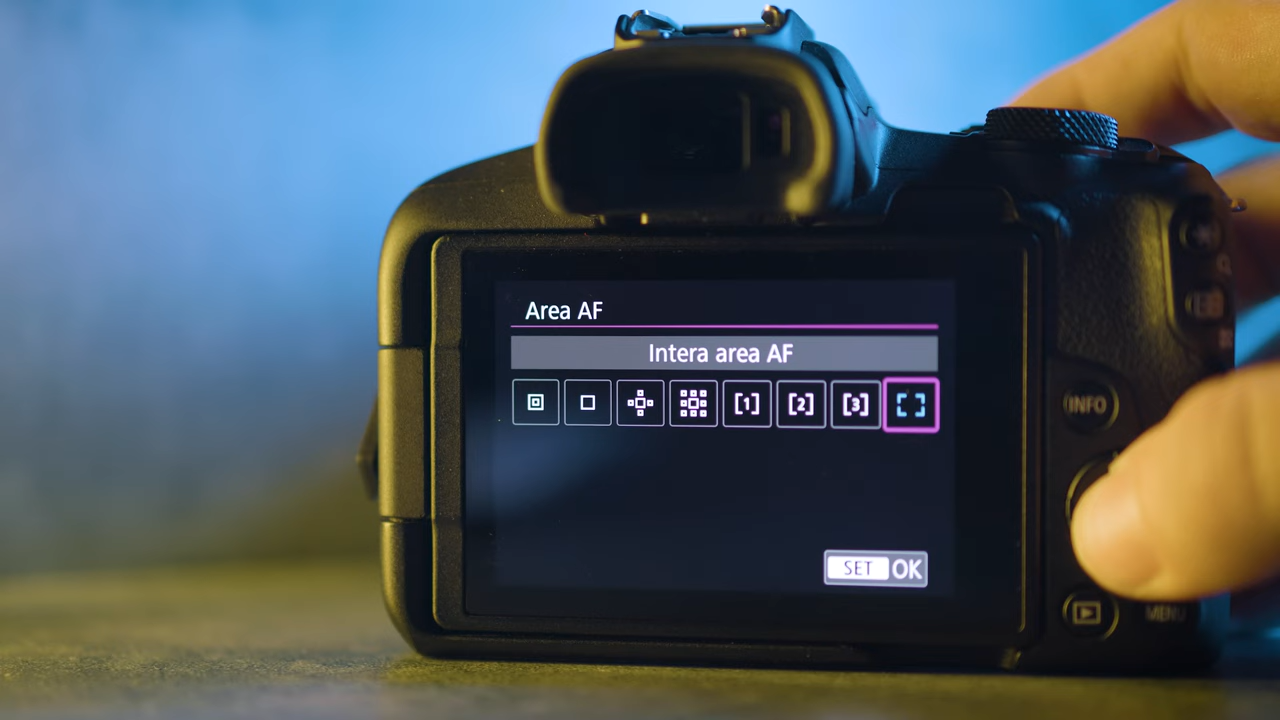 Area AF
Intera area AF
[1] [2] [3]
SET OK
INFO
MENU